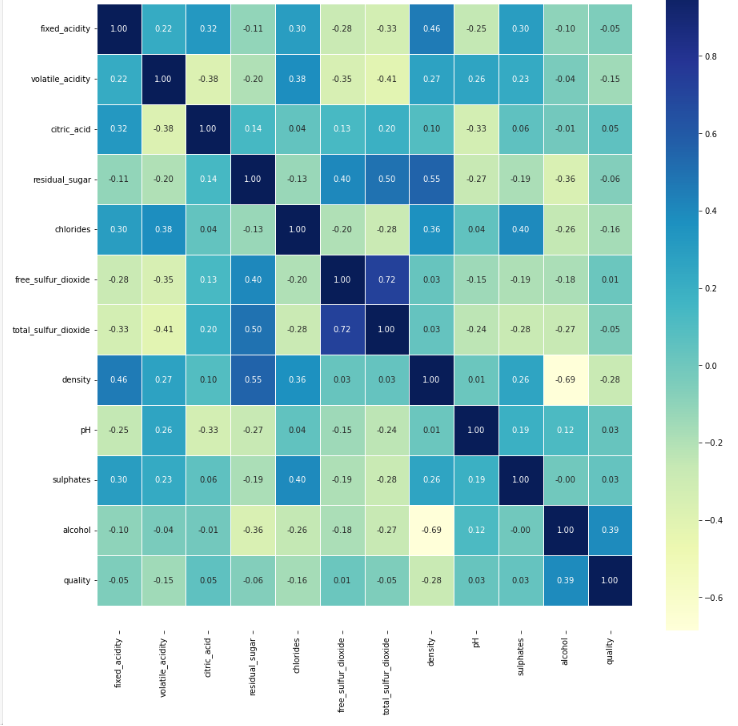 fixed_acidity 1.00 0.22 0.32 -0.11 0.30 -0.28 -0.33 0.46 -0.25 0.30 -0.10 -0.05
volatile_acidity 0.22 1.00 -0.38 -0.20 0.38 -0.35 -0.41 0.27 0.26 0.23 -0.04 -0.15
citric_acid 0.32 -0.38 1.00 0.14 0.04 0.13 0.20 0.10 -0.33 0.06 -0.01 0.05
residual_sugar -0.11 -0.20 0.14 1.00 -0.13 0.40 0.50 0.55 -0.27 -0.19 -0.36 -0.06
chlorides 0.30 0.38 0.04 -0.13 1.00 -0.20 -0.28 0.36 0.04 0.40 -0.26 -0.16
free_sulfur_dioxide -0.28 -0.35 0.13 0.40 -0.20 1.00 0.72 0.03 -0.15 -0.19 -0.18 0.01
total_sulfur_dioxide -0.33 -0.41 0.20 0.50 -0.28 0.72 1.00 0.03 -0.24 -0.28 -0.27 -0.05
density 0.46 0.27 0.10 0.55 0.36 0.03 0.03 1.00 0.01 0.26 -0.69 -0.28
pH -0.25 0.26 -0.33 -0.27 0.04 -0.15 -0.24 0.01 1.00 0.19 0.12 0.03
sulphates 0.30 0.23 0.06 -0.19 0.40 -0.19 -0.28 0.26 0.19 1.00 -0.00 0.03
alcohol -0.10 -0.04 -0.01 -0.36 -0.26 -0.18 -0.27 -0.69 0.12 -0.00 1.00 0.39
quality -0.05 -0.15 0.05 -0.06 -0.16 0.01 -0.05 -0.28 0.03 0.03 0.39 1.00
fixed_acidity
volatile_acidity
citric_acid
residual_sugar
chlorides
free_sulfur_dioxide
total_sulfur_dioxide
density
pH
sulphates
alcohol
quality
0.8
0.6
0.4
0.2
0.0
−0.2
−0.4
−0.6